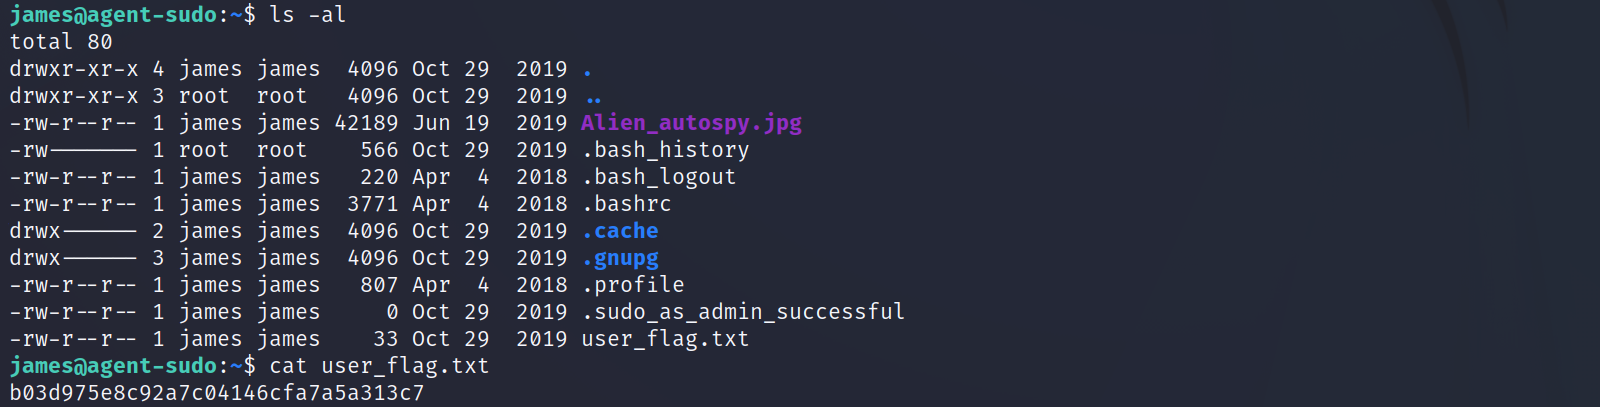 james@agent-sudo:~$ ls -al
total 80
drwxr-xr-x 4 james james  4096 Oct 29  2019 .
drwxr-xr-x 3 root  root   4096 Oct 29  2019 ..
-rw-r--r-- 1 james james 42189 Jun 19  2019 Alien_autospy.jpg
-rw------- 1 root  root    566 Oct 29  2019 .bash_history
-rw-r--r-- 1 james james   220 Apr  4  2018 .bash_logout
-rw-r--r-- 1 james james  3771 Apr  4  2018 .bashrc
drwx------ 2 james james  4096 Oct 29  2019 .cache
drwx------ 3 james james  4096 Oct 29  2019 .gnupg
-rw-r--r-- 1 james james   807 Apr  4  2018 .profile
-rw-r--r-- 1 james james     0 Oct 29  2019 .sudo_as_admin_successful
-rw-r--r-- 1 james james    33 Oct 29  2019 user_flag.txt
james@agent-sudo:~$ cat user_flag.txt
b03d975e8c92a7c04146cfa7a5a313c7